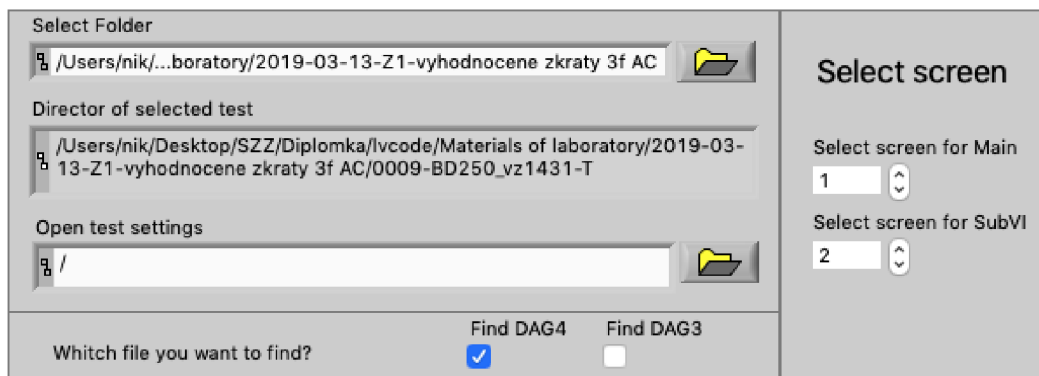 Select Folder
/Users/nik/...boratory/2019-03-13-Z1-vyhodnocene zkraty 3f AC
Director of selected test
/Users/nik/Desktop/SZZ/Diplomka/lvcode/Materials of laboratory/2019-03-
13-Z1-vyhodnocene zkraty 3f AC/0009-BD250_vz1431-T
Open test settings
/
Whitch file you want to find?
Find DAG4
Find DAG3
Select screen
Select screen for Main
1
Select screen for SubVI
2